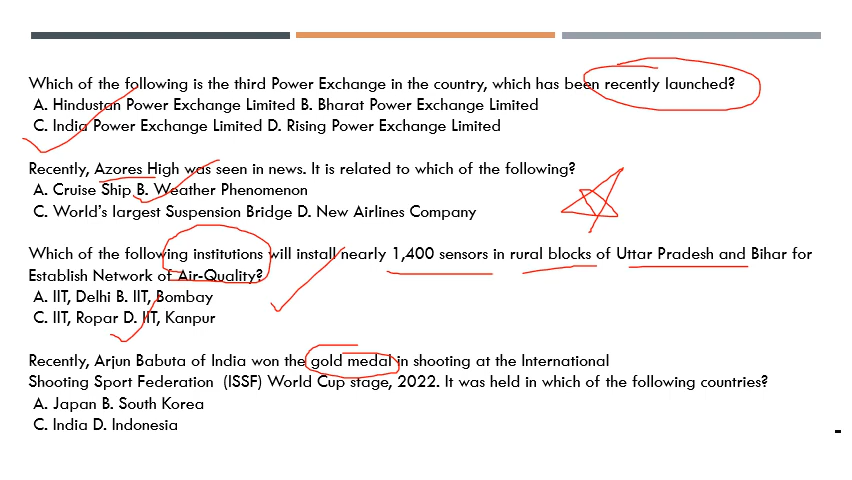 Which of the following is the third Power Exchange in the country, which has been recently launched?
A. Hindustan Power Exchange Limited B. Bharat Power Exchange Limited
C. India Power Exchange Limited D. Rising Power Exchange Limited
Recently, Azores High was seen in news. It is related to which of the following?
A. Cruise Ship B. Weather Phenomenon
C. World's largest Suspension Bridge D. New Airlines Company
Which of the following institutions will install nearly 1,400 sensors in rural blocks of Uttar Pradesh and Bihar for
Establish Network of Air-Quality?
A. IIT, Delhi B. IIT, Bombay
C. IIT, Ropar D. IIT, Kanpur
Recently, Arjun Babuta of India won the gold medal in shooting at the International
Shooting Sport Federation (ISSF) World Cup stage, 2022. It was held in which of the following countries?
A. Japan B. South Korea
C. India D. Indonesia